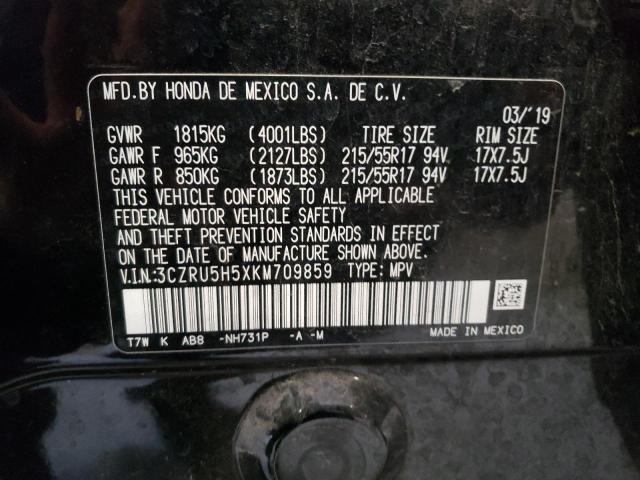 MFD.BY HONDA DE MEXICO S.A. DE C.V.
03/'19
GVWR 1815KG (4001LBS) TIRE SIZE RIM SIZE
GAWR F 965KG (2127LBS) 215/55R17 94V 17X7.5J
GAWR R 850KG (1873LBS) 215/55R17 94V 17X7.5J
THIS VEHICLE CONFORMS TO ALL APPLICABLE
FEDERAL MOTOR VEHICLE SAFETY
AND THEFT PREVENTION STANDARDS IN EFFECT
ON THE DATE OF MANUFACTURE SHOWN ABOVE.
V.I.N.:3CZRU5H5XKM709859 TYPE: MPV
T7W K AB8 -NH731P -A -M MADE IN MEXICO